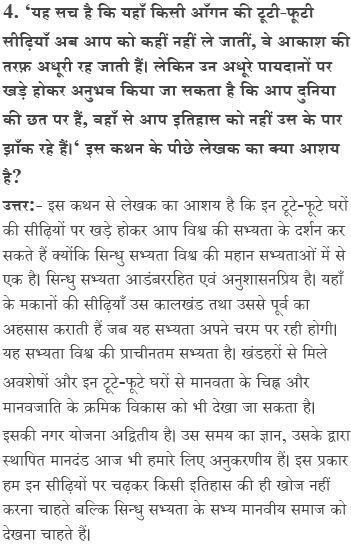 4. ‘यह सच है कि यहाँ किसी आँगन की टूटी-फूटी
सीढ़ियाँ अब आप को कहीं नहीं ले जातीं, वे आकाश की
तरफ़ अधूरी रह जाती हैं। लेकिन उन अधूरे पायदानों पर
खड़े होकर अनुभव किया जा सकता है कि आप दुनिया
की छत पर हैं, वहाँ से आप इतिहास को नहीं उस के पार
झाँक रहे हैं।‘ इस कथन के पीछे लेखक का क्या आशय
है?
उत्तर:- इस कथन से लेखक का आशय है कि इन टूटे-फूटे घरों
की सीढ़ियों पर खड़े होकर आप विश्व की सभ्यता के दर्शन कर
सकते हैं क्योंकि सिन्धु सभ्यता विश्व की महान सभ्यताओं में से
एक है। सिन्धु सभ्यता आडंबररहित एवं अनुशासनप्रिय है। यहाँ
के मकानों की सीढ़ियाँ उस कालखंड तथा उससे पूर्व का
अहसास कराती हैं जब यह सभ्यता अपने चरम पर रही होगी।
यह सभ्यता विश्व की प्राचीनतम सभ्यता है। खंडहरों से मिले
अवशेषों और इन टूटे-फूटे घरों से मानवता के चिह्न और
मानवजाति के क्रमिक विकास को भी देखा जा सकता है।
इसकी नगर योजना अद्वितीय है। उस समय का ज्ञान, उसके द्वारा
स्थापित मानदंड आज भी हमारे लिए अनुकरणीय हैं। इस प्रकार
हम इन सीढ़ियों पर चढ़कर किसी इतिहास की ही खोज नहीं
करना चाहते बल्कि सिन्धु सभ्यता के सभ्य मानवीय समाज को
देखना चाहते हैं।